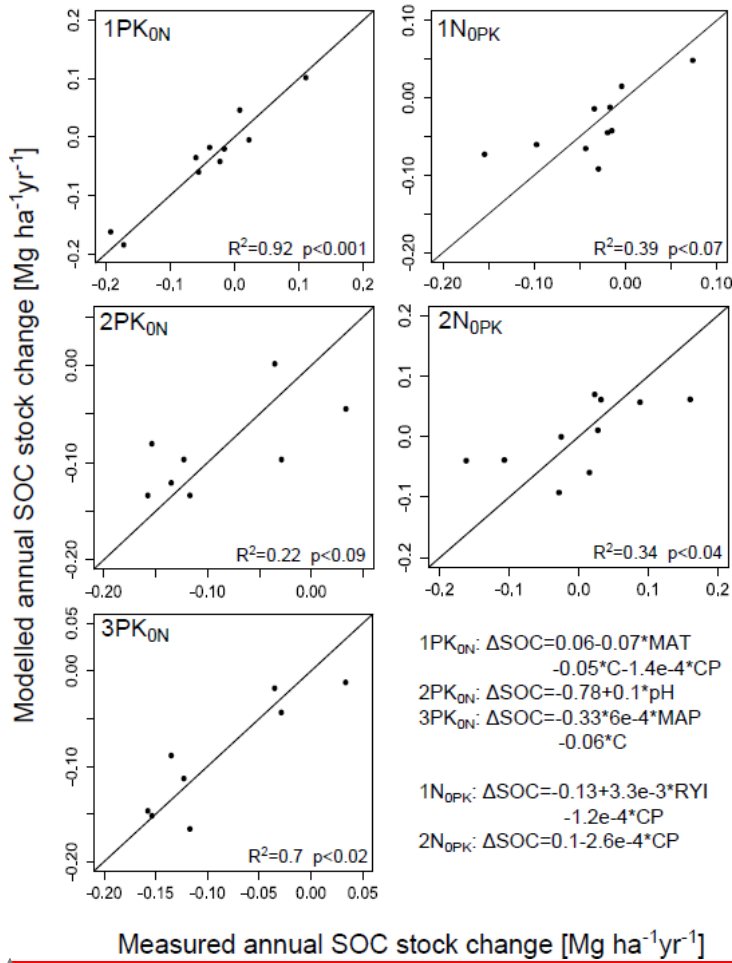 1PK0N
0.2
0.1
0.0
-0.1
-0.2
R²=0.92 p<0.001
-0.2 -0.1 0.0 0.1 0.2
1N0PK
0.10
0.00
-0.10
-0.20
R²=0.39 p<0.07
-0.20 -0.10 0.00 0.10
2PK0N
0.00
-0.10
-0.20
R²=0.22 p<0.09
-0.20 -0.10 0.00
2N0PK
0.2
0.1
0.0
-0.1
-0.2
R²=0.34 p<0.04
-0.2 -0.1 0.0 0.1 0.2
3PK0N
0.05
0.00
-0.10
-0.20
R²=0.7 p<0.02
-0.20 -0.15 -0.10 -0.05 0.00 0.05
1PK0N: ΔSOC=0.06-0.07*MAT
-0.05*C-1.4e-4*CP
2PK0N: ΔSOC=-0.78+0.1*pH
3PK0N: ΔSOC=-0.33*6e-4*MAP
-0.06*C
1N0PK: ΔSOC=-0.13+3.3e-3*RYI
-1.2e-4*CP
2N0PK: ΔSOC=0.1-2.6e-4*CP
Modelled annual SOC stock change [Mg ha⁻¹yr⁻¹]
Measured annual SOC stock change [Mg ha⁻¹yr⁻¹]